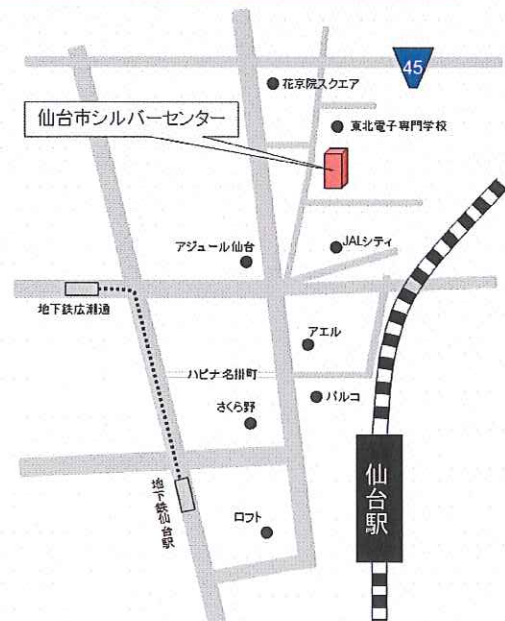 45
花京院スクエア
仙台市シルバーセンター
東北電子専門学校
アジュール仙台
JALシティ
地下鉄広瀬通
アエル
ハピナ名掛町
パルコ
さくら野
仙台駅
地下鉄仙台駅
ロフト